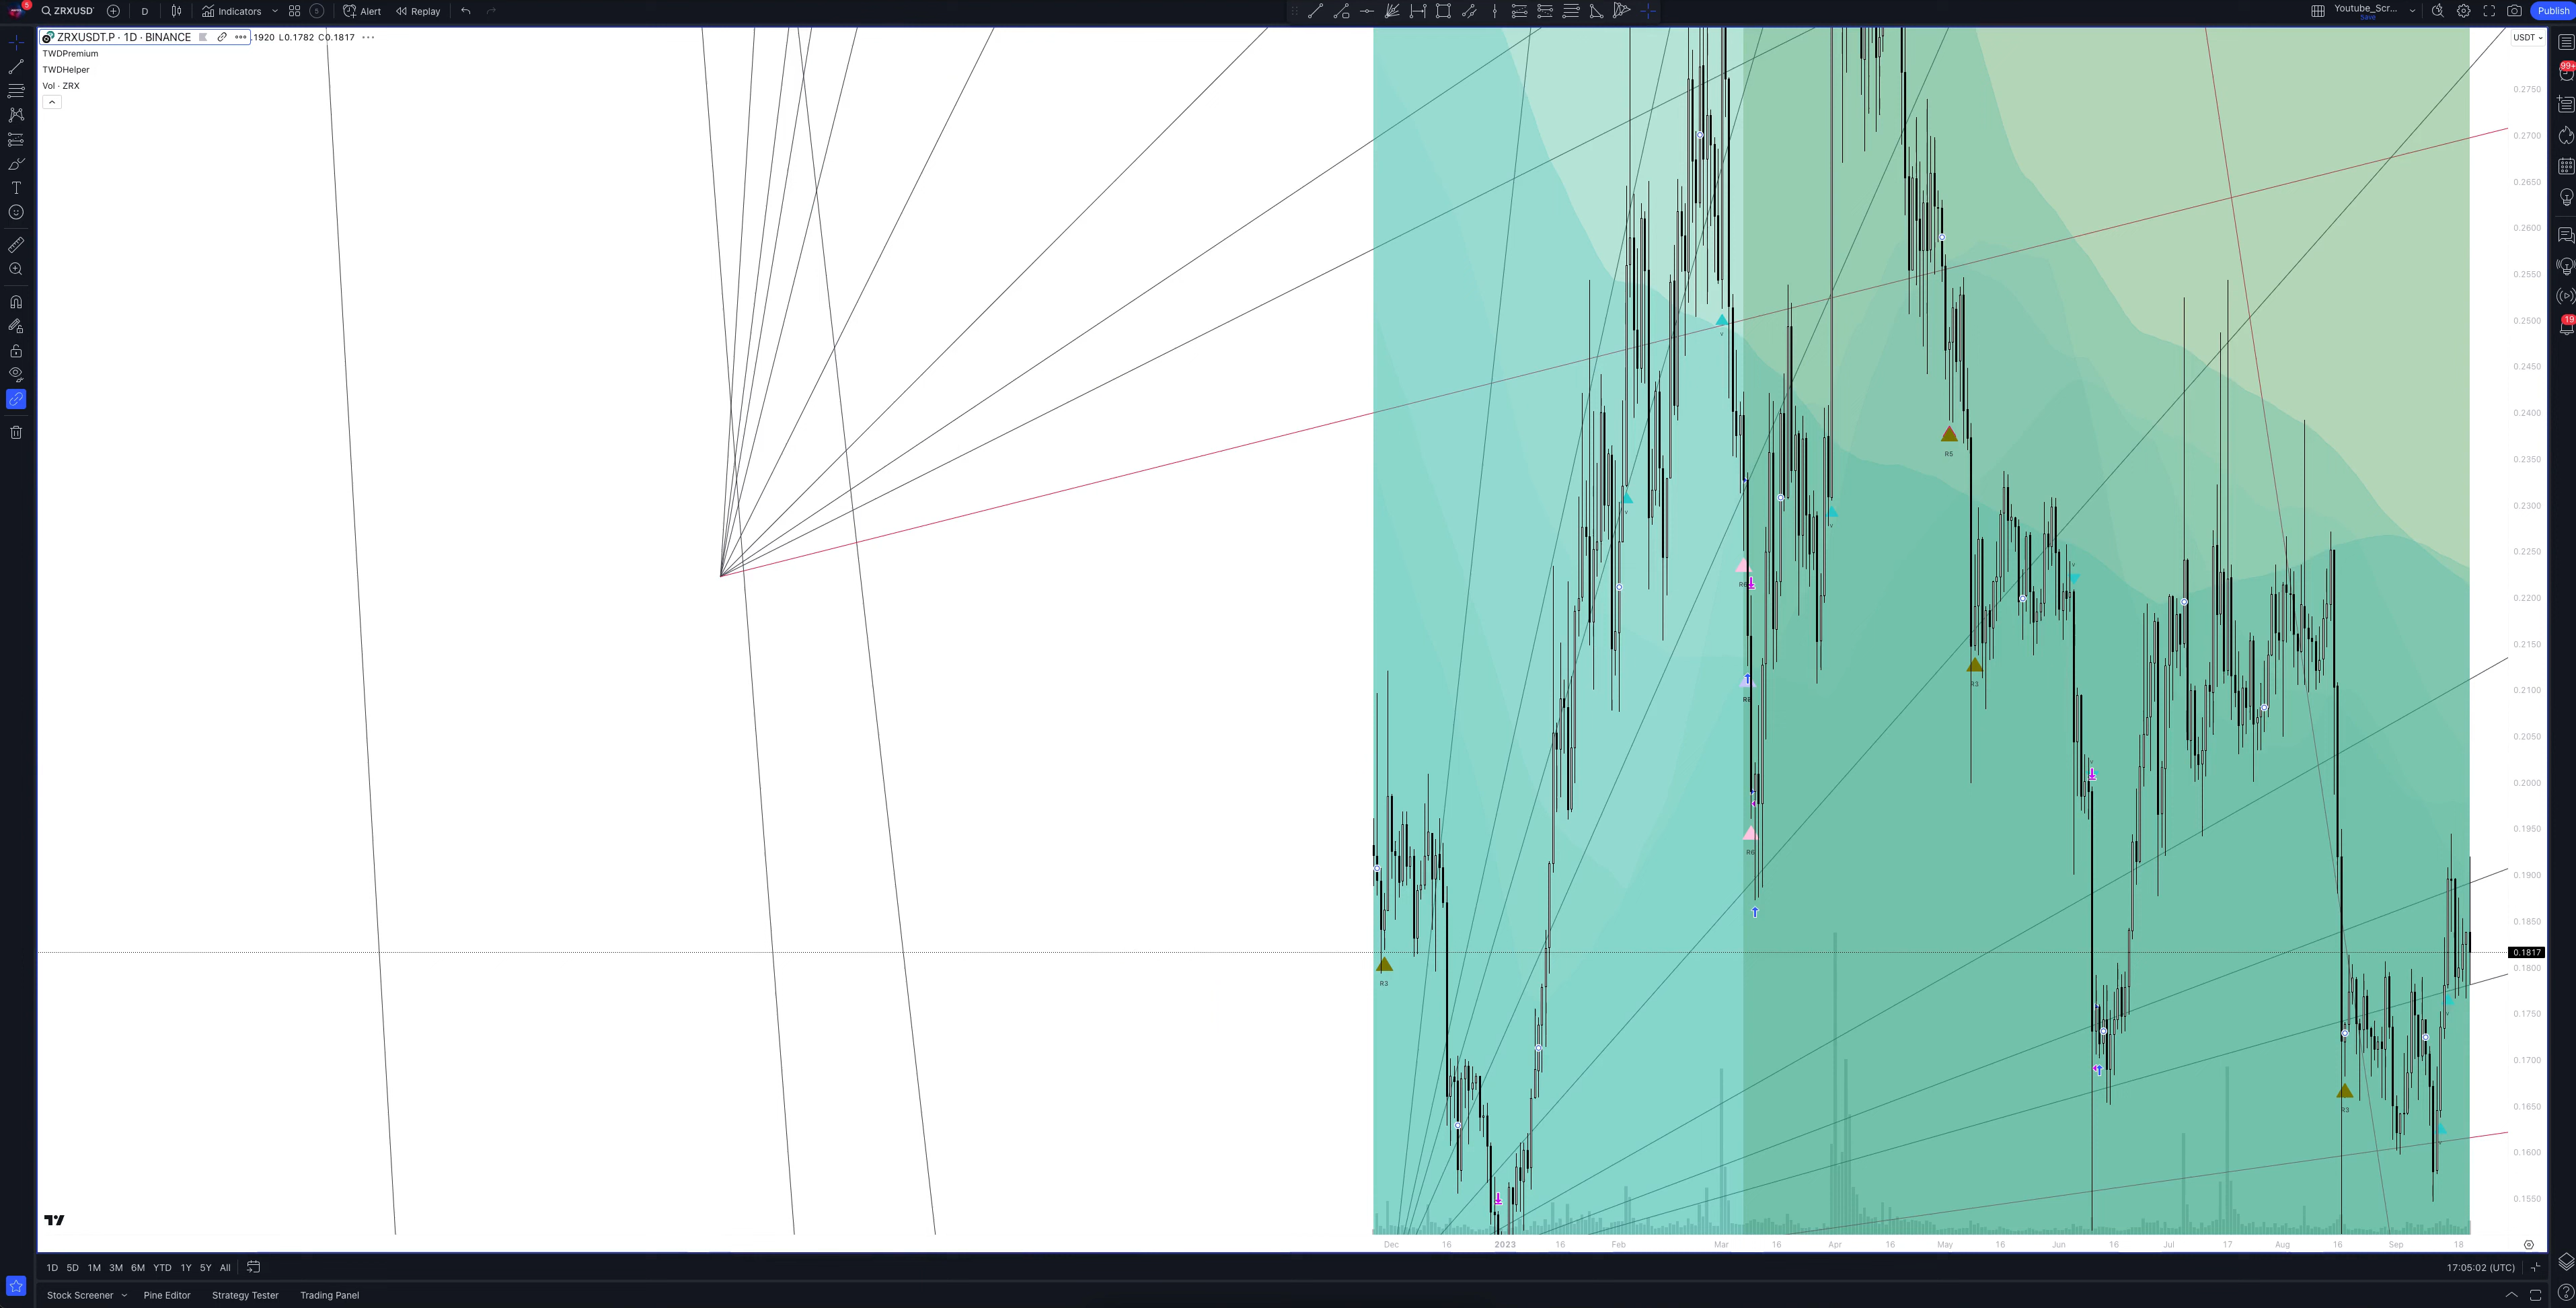 5
ZRXUSD
D
Indicators
5
Alert
Replay
Youtube_Scr...
Save
Publish
ZRXUSDT.P · 1D · BINANCE
.1920 L0.1782 C0.1817
TWDPremium
TWDHelper
Vol · ZRX
USDT
99+
19
0.2750
0.2700
0.2650
0.2600
0.2550
0.2500
0.2450
0.2400
0.2350
0.2300
0.2250
0.2200
0.2150
0.2100
0.2050
0.2000
0.1950
0.1900
0.1850
0.1817
0.1800
0.1750
0.1700
0.1650
0.1600
0.1550
R5
R3
R6
R3
R3
Dec 16 2023 16 Feb Mar 16 Apr 16 May 16 Jun 16 Jul 17 Aug 16 Sep 18
1D 5D 1M 3M 6M YTD 1Y 5Y All
17:05:02 (UTC)
Stock Screener Pine Editor Strategy Tester Trading Panel